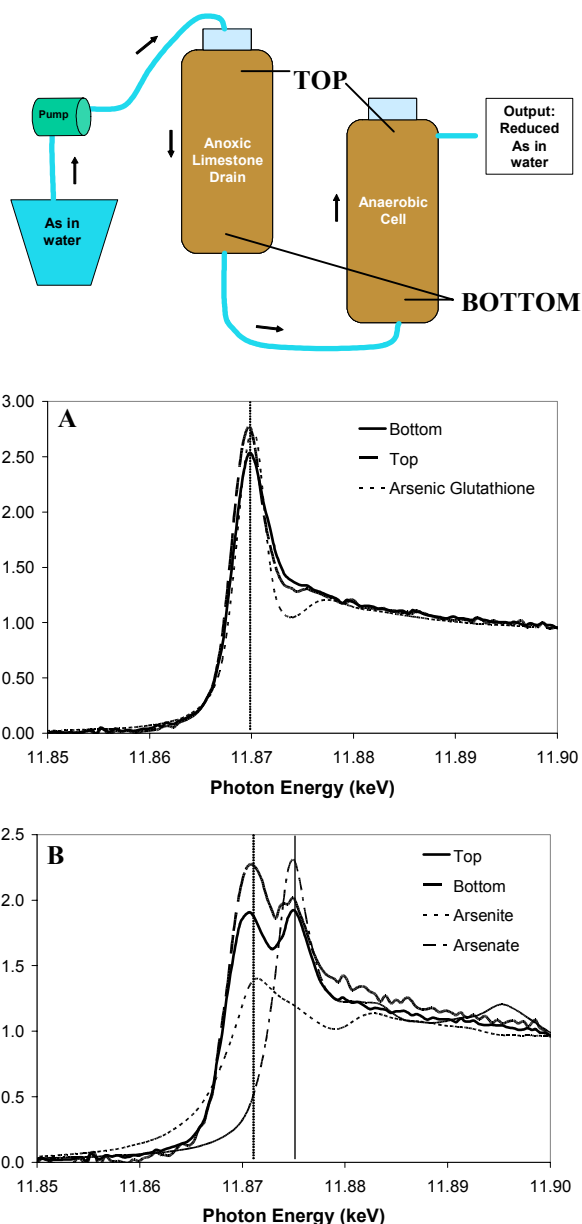 TOP
Pump
Anoxic
Limestone
Drain
Output:
Reduced
As in
water
As in
water
Anaerobic
Cell
BOTTOM
A
3.00
2.50
2.00
1.50
1.00
0.50
0.00
Bottom
Top
Arsenic Glutathione
11.85 11.86 11.87 11.88 11.89 11.90
Photon Energy (keV)
B
2.5
2.0
1.5
1.0
0.5
0.0
Top
Bottom
Arsenite
Arsenate
11.85 11.86 11.87 11.88 11.89 11.90
Photon Energy (keV)